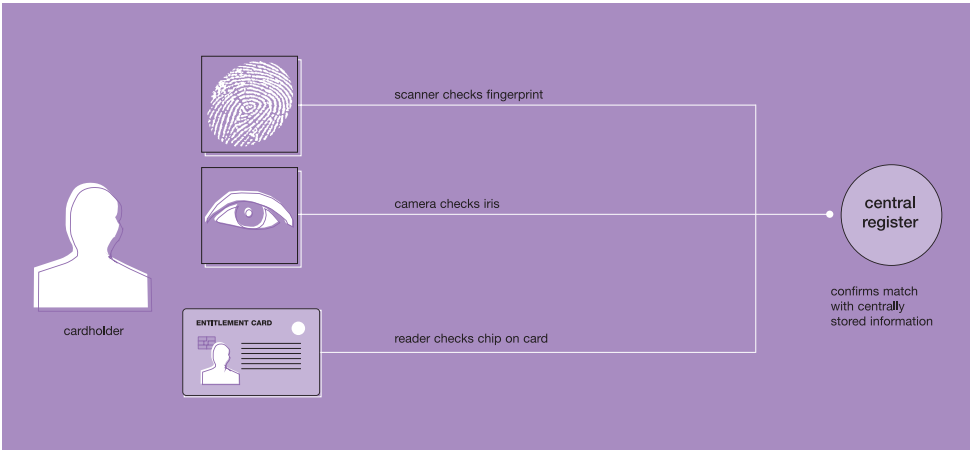 scanner checks fingerprint
camera checks iris
central
register
confirms match
with centrally
stored information
cardholder
ENTITLEMENT CARD
reader checks chip on card